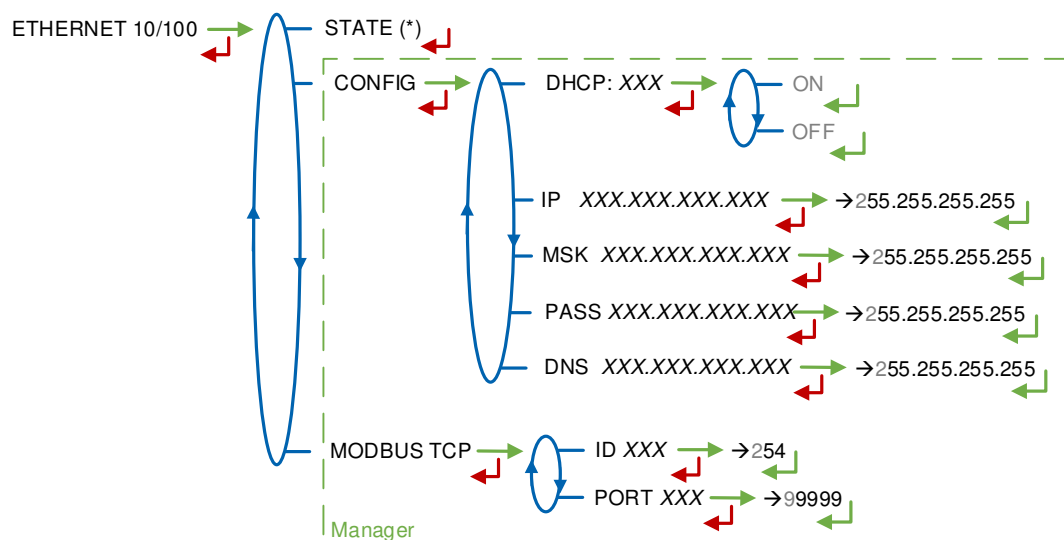 ETHERNET 10/100
STATE (*)
CONFIG
DHCP: XXX
ON
OFF
IP XXX.XXX.XXX.XXX →255.255.255.255
MSK XXX.XXX.XXX.XXX →255.255.255.255
PASS XXX.XXX.XXX.XXX →255.255.255.255
DNS XXX.XXX.XXX.XXX →255.255.255.255
MODBUS TCP
ID XXX →254
PORT XXX →99999
Manager